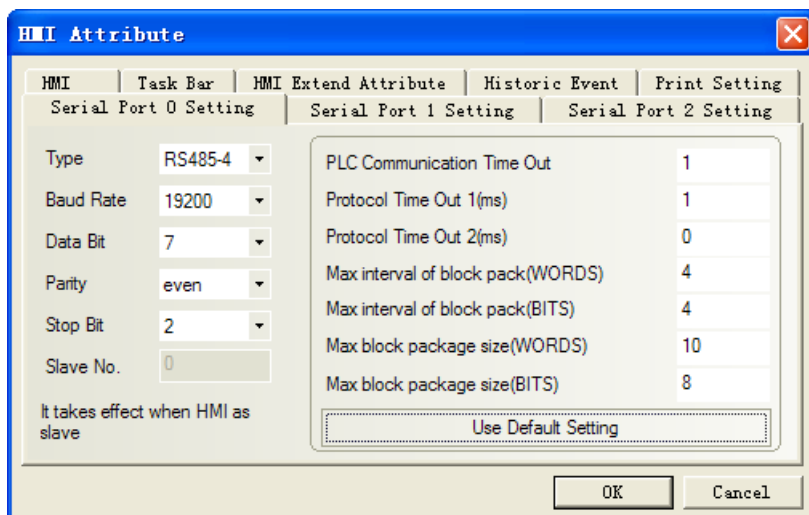 HMI Attribute
HMI Task Bar HMI Extend Attribute Historic Event Print Setting
Serial Port 0 Setting Serial Port 1 Setting Serial Port 2 Setting
Type RS485-4
Baud Rate 19200
Data Bit 7
Parity even
Stop Bit 2
Slave No. 0
It takes effect when HMI as
slave
PLC Communication Time Out 1
Protocol Time Out 1(ms) 1
Protocol Time Out 2(ms) 0
Max interval of block pack(WORDS) 4
Max interval of block pack(BITS) 4
Max block package size(WORDS) 10
Max block package size(BITS) 8
Use Default Setting
OK Cancel